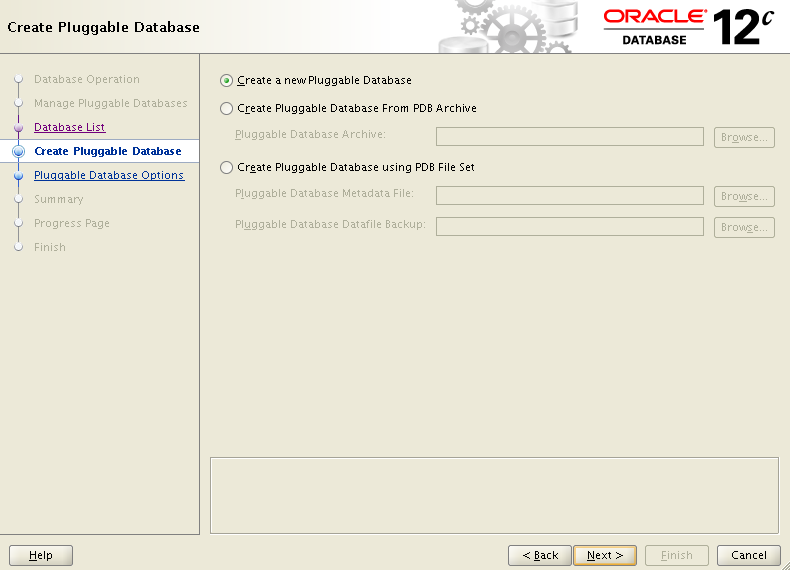 Create Pluggable Database
ORACLE®
DATABASE
12c
Database Operation
Manage Pluggable Databases
Database List
Create Pluggable Database
Pluggable Database Options
Summary
Progress Page
Finish
Create a new Pluggable Database
Create Pluggable Database From PDB Archive
Pluggable Database Archive:
Browse...
Create Pluggable Database using PDB File Set
Pluggable Database Metadata File:
Browse...
Pluggable Database Datafile Backup:
Browse...
Help
< Back
Next >
Finish
Cancel